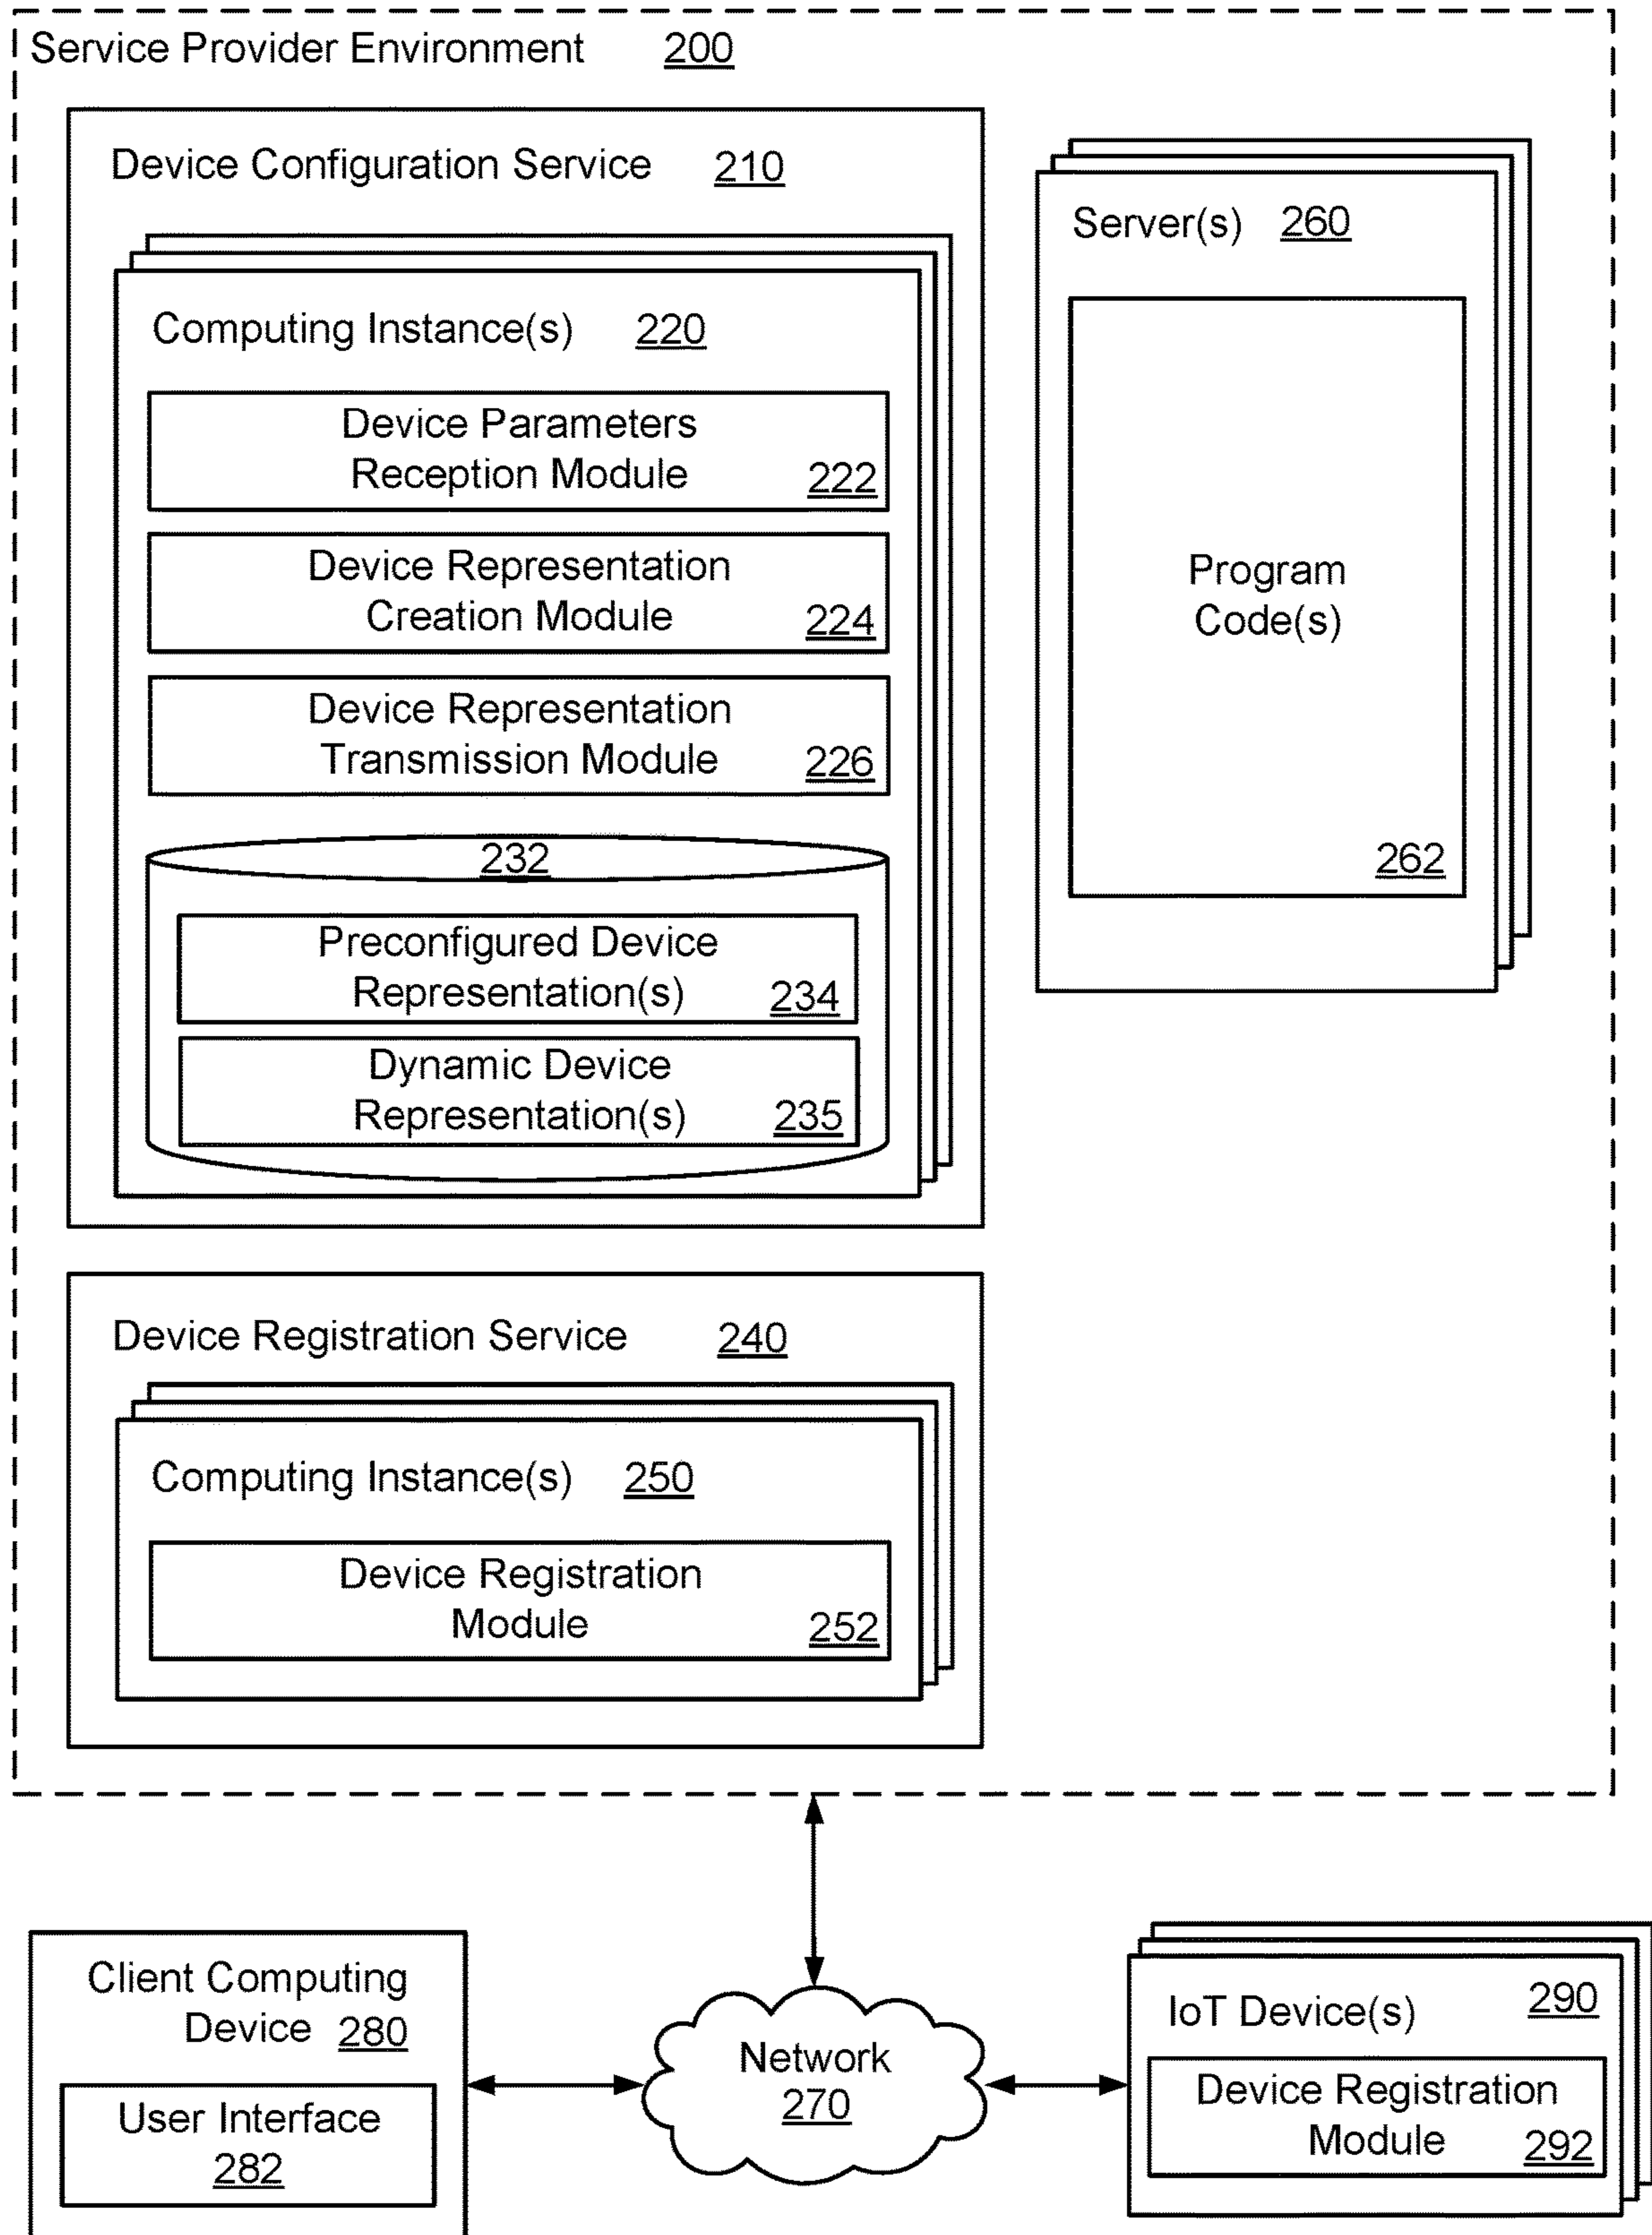 Service Provider Environment 200
Device Configuration Service 210
Computing Instance(s) 220
Device Parameters
Reception Module 222
Device Representation
Creation Module 224
Device Representation
Transmission Module 226
232
Preconfigured Device
Representation(s) 234
Dynamic Device
Representation(s) 235
Server(s) 260
Program
Code(s)
262
Device Registration Service 240
Computing Instance(s) 250
Device Registration
Module 252
Client Computing
Device 280
User Interface
282
Network
270
IoT Device(s) 290
Device Registration
Module 292